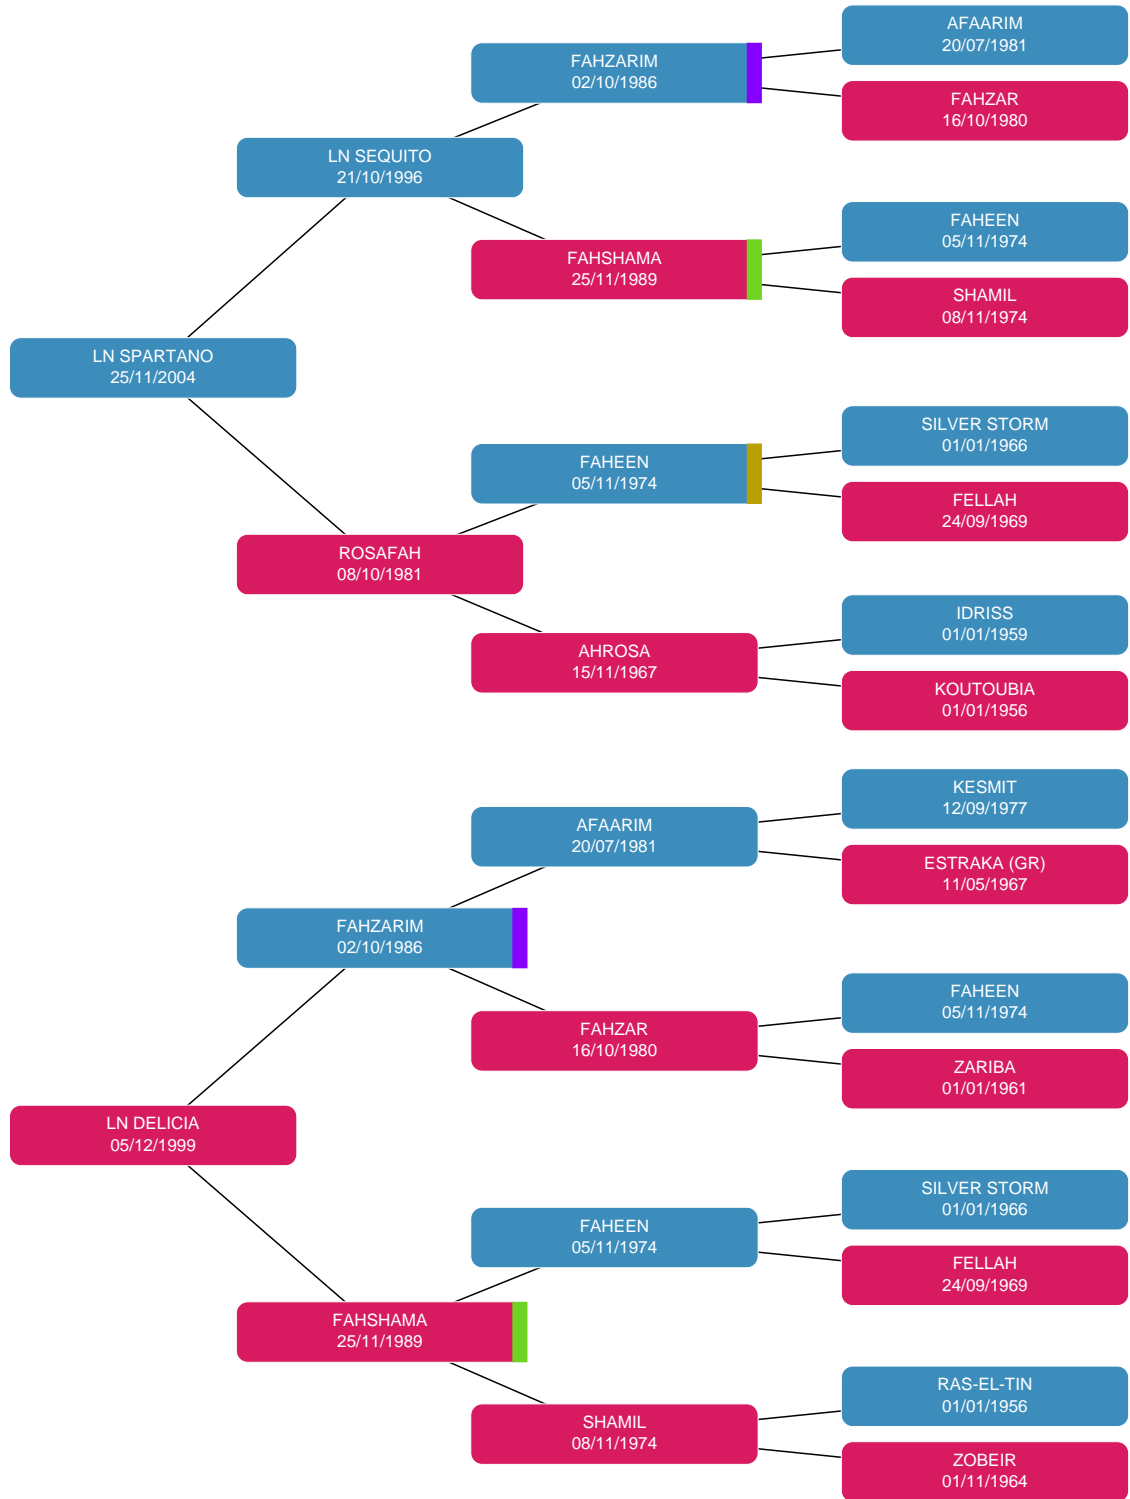 AFAARIM
20/07/1981
FAHZARIM
02/10/1986
FAHZAR
16/10/1980
LN SEQUITO
21/10/1996
FAHEEN
05/11/1974
FAHSHAMA
25/11/1989
SHAMIL
08/11/1974
LN SPARTANO
25/11/2004
SILVER STORM
01/01/1966
FAHEEN
05/11/1974
FELLAH
24/09/1969
ROSAFAH
08/10/1981
IDRISS
01/01/1959
AHROSA
15/11/1967
KOUTOUBIA
01/01/1956
KESMIT
12/09/1977
AFAARIM
20/07/1981
ESTRAKA (GR)
11/05/1967
FAHZARIM
02/10/1986
FAHEEN
05/11/1974
FAHZAR
16/10/1980
ZARIBA
01/01/1961
LN DELICIA
05/12/1999
SILVER STORM
01/01/1966
FAHEEN
05/11/1974
FELLAH
24/09/1969
FAHSHAMA
25/11/1989
RAS-EL-TIN
01/01/1956
SHAMIL
08/11/1974
ZOBEIR
01/11/1964